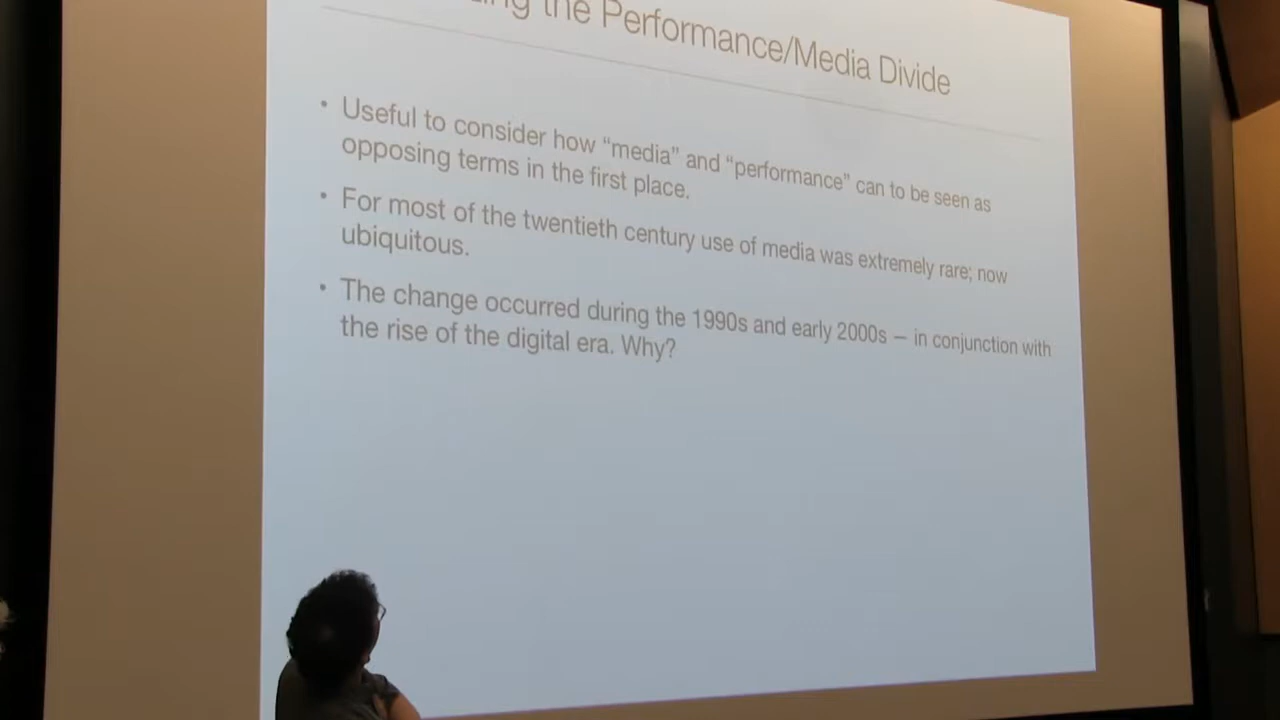 the Performance/Media Divide
• Useful to consider how “media” and “performance” can to be seen as
opposing terms in the first place.
• For most of the twentieth century use of media was extremely rare; now
ubiquitous.
• The change occurred during the 1990s and early 2000s – in conjunction with
the rise of the digital era. Why?